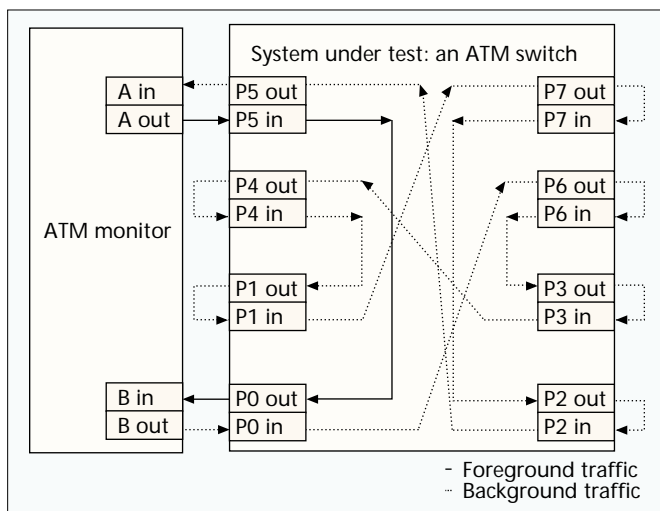 System under test: an ATM switch
A in
A out
P5 out
P5 in
P7 out
P7 in
P4 out
P4 in
P6 out
P6 in
ATM monitor
P1 out
P1 in
P3 out
P3 in
B in
B out
P0 out
P0 in
P2 out
P2 in
– Foreground traffic
··· Background traffic